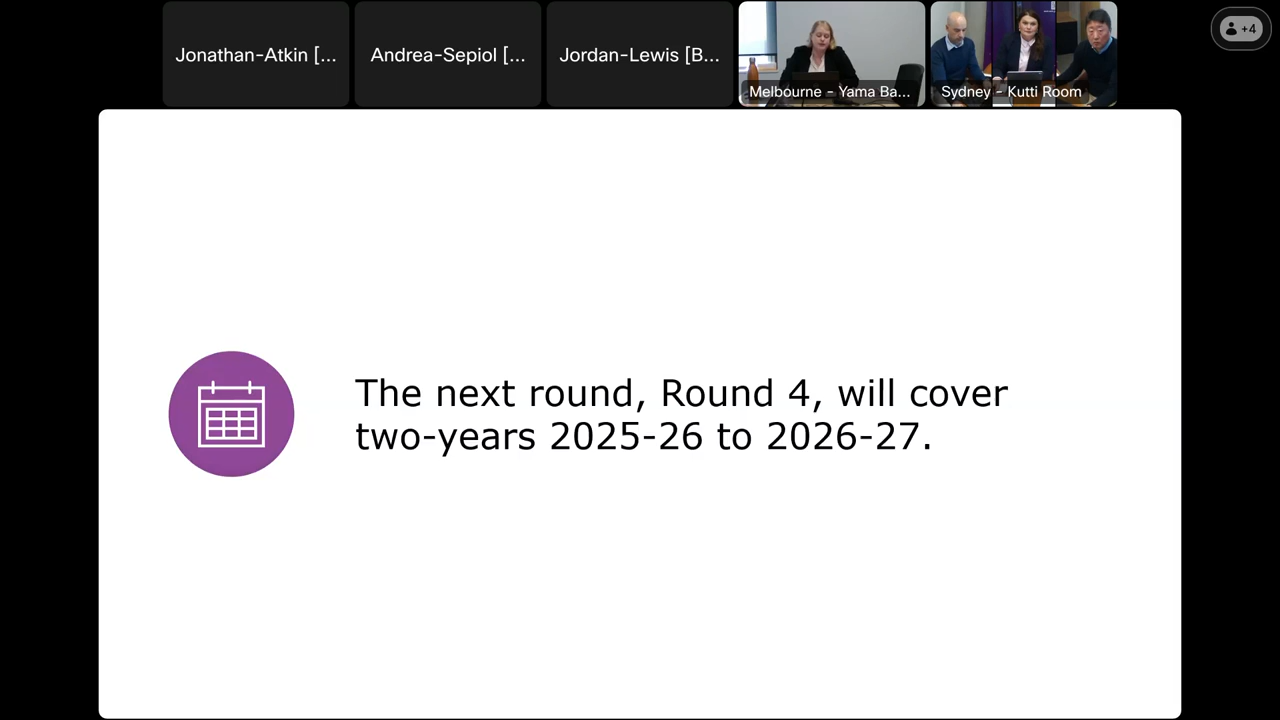 Jonathan-Atkin [...
Andrea-Sepiol [...
Jordan-Lewis [B...
Melbourne - Yama Ba...
Sydney - Kutti Room
+4
The next round, Round 4, will cover
two-years 2025-26 to 2026-27.